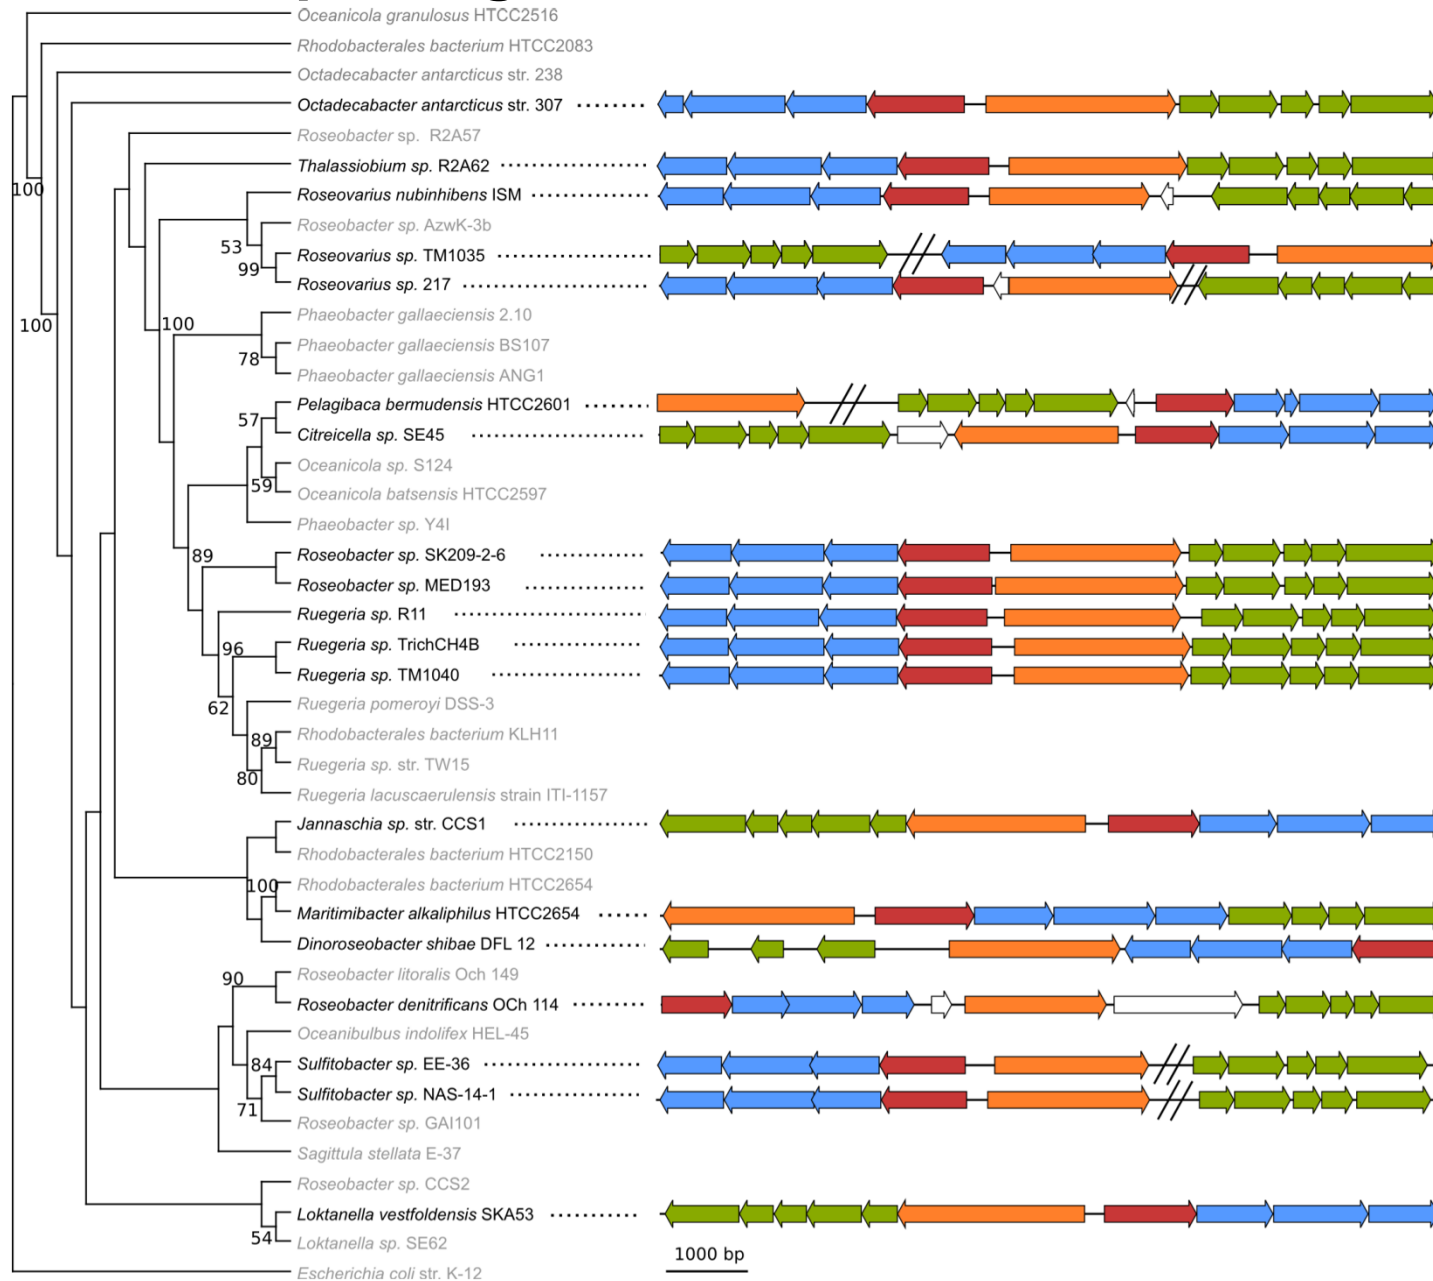 Oceanicola granulosus HTCC2516
Rhodobacterales bacterium HTCC2083
Octadecabacter antarcticus str. 238
Octadecabacter antarcticus str. 307
Roseobacter sp. R2A57
Thalassiobium sp. R2A62
100
Roseovarius nubinhibens ISM
Roseobacter sp. AzwK-3b
53
Roseovarius sp. TM1035
99
Roseovarius sp. 217
Phaeobacter gallaeciensis 2.10
100
100
Phaeobacter gallaeciensis BS107
78
Phaeobacter gallaeciensis ANG1
Pelagibaca bermudensis HTCC2601
57
Citreicella sp. SE45
Oceanicola sp. S124
59
Oceanicola batsensis HTCC2597
Phaeobacter sp. Y4I
89
Roseobacter sp. SK209-2-6
Roseobacter sp. MED193
Ruegeria sp. R11
96
Ruegeria sp. TrichCH4B
Ruegeria sp. TM1040
62
Ruegeria pomeroyi DSS-3
89
Rhodobacterales bacterium KLH11
Ruegeria sp. str. TW15
80
Ruegeria lacuscaerulensis strain ITI-1157
Jannaschia sp. str. CCS1
Rhodobacterales bacterium HTCC2150
100
Rhodobacterales bacterium HTCC2654
Maritimibacter alkaliphilus HTCC2654
Dinoroseobacter shibae DFL 12
90
Roseobacter litoralis Och 149
Roseobacter denitrificans OCh 114
Oceanibulbus indolifex HEL-45
84
Sulfitobacter sp. EE-36
Sulfitobacter sp. NAS-14-1
71
Roseobacter sp. GAI101
Sagittula stellata E-37
Roseobacter sp. CCS2
Loktanella vestfoldensis SKA53
54
Loktanella sp. SE62
1000 bp
Escherichia coli str. K-12